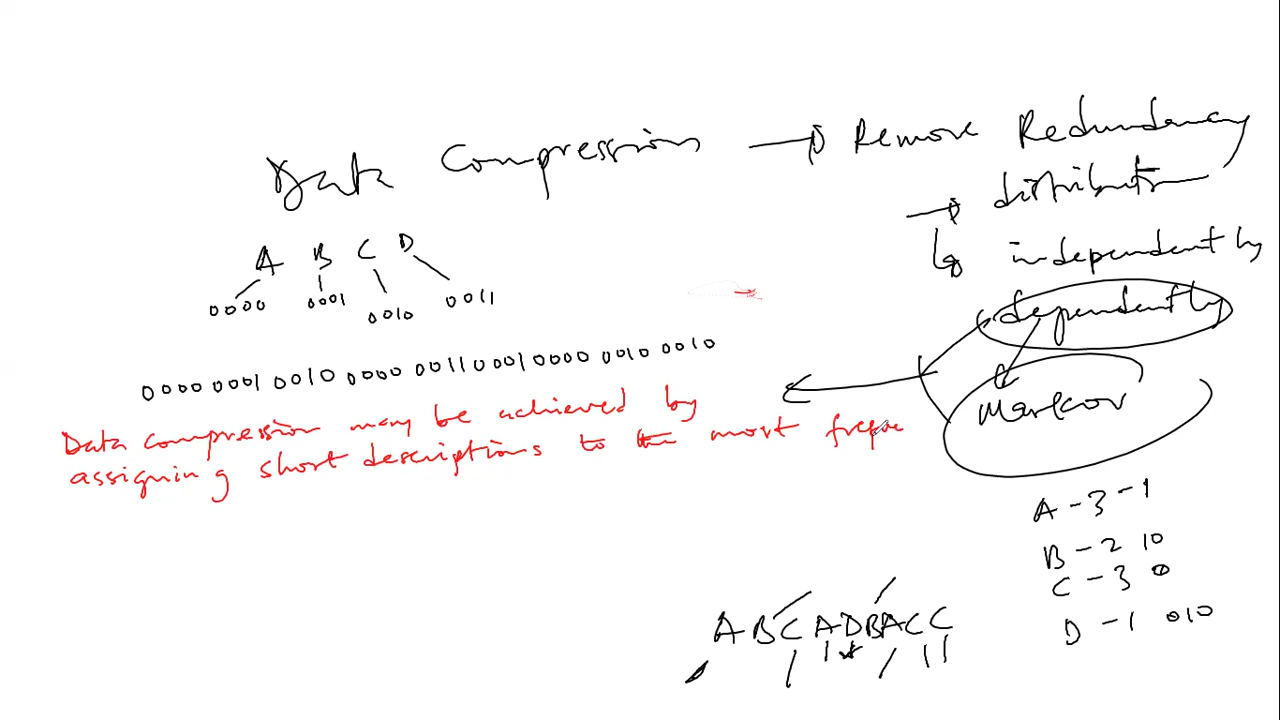 Data Compression → Remove Redundancy
→ distribution
↳ independently
dependently
Markov
A B C D
0000 0001 0010 0011
0000 0001 0010 0000 0011 0001 0000 0010 0010
Data compression may be achieved by
assigning short descriptions to the most freque
A - 3 - 1
B - 2 10
C - 3 0
D - 1 010
A B C A D B A C C